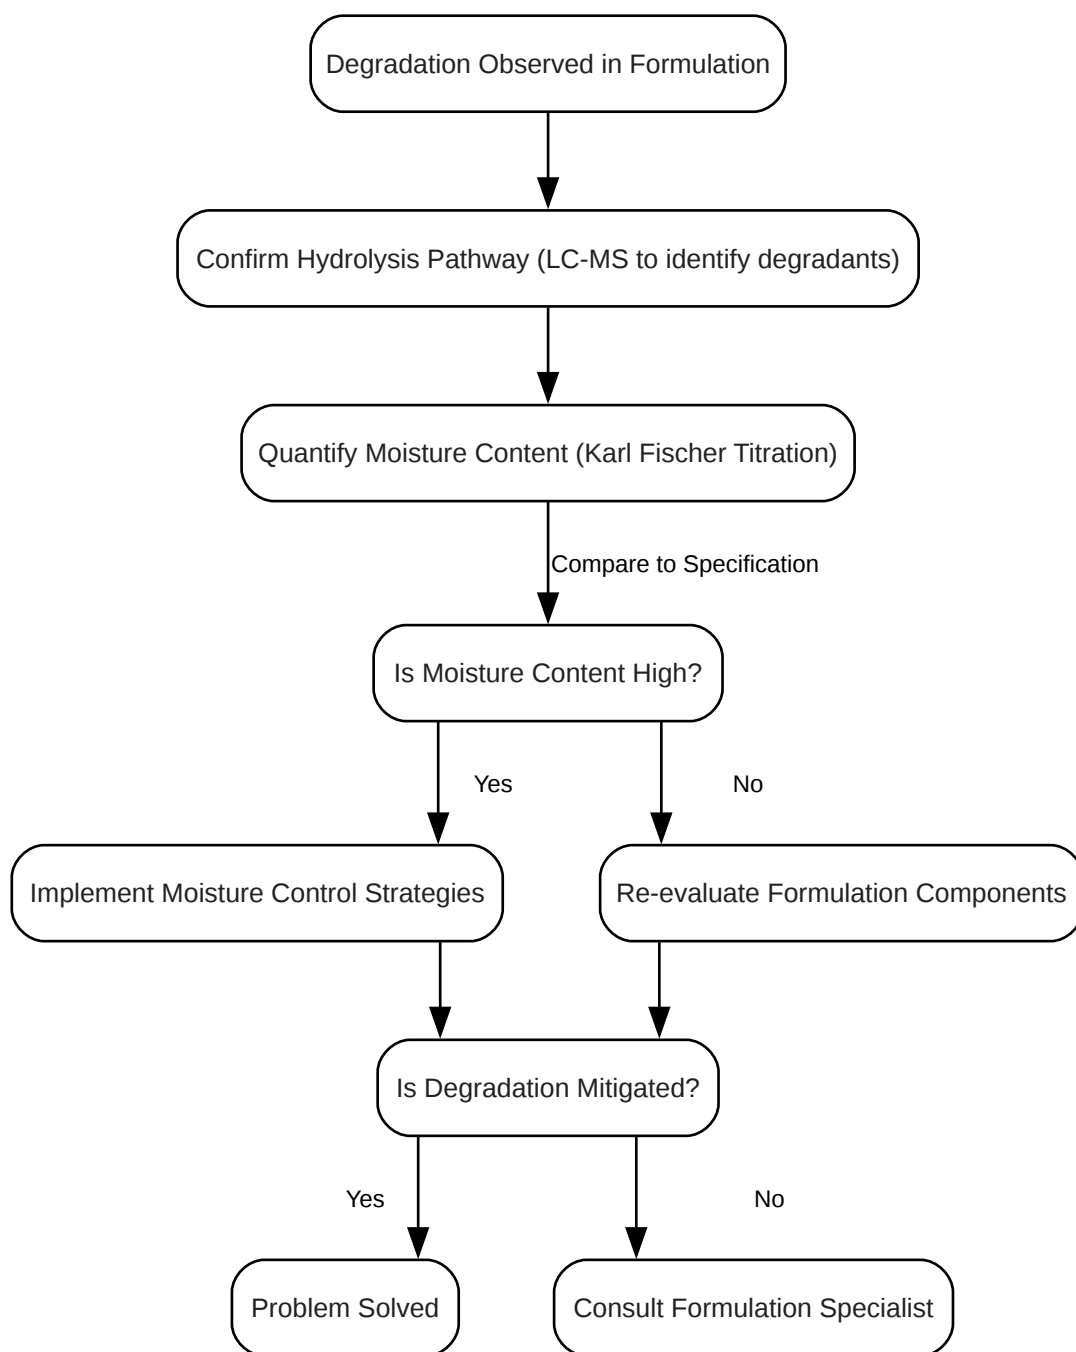 Degradation Observed in Formulation
Confirm Hydrolysis Pathway (LC-MS to identify degradants)
Quantify Moisture Content (Karl Fischer Titration)
Compare to Specification
Is Moisture Content High?
Yes
No
Implement Moisture Control Strategies
Re-evaluate Formulation Components
Is Degradation Mitigated?
Yes
No
Problem Solved
Consult Formulation Specialist